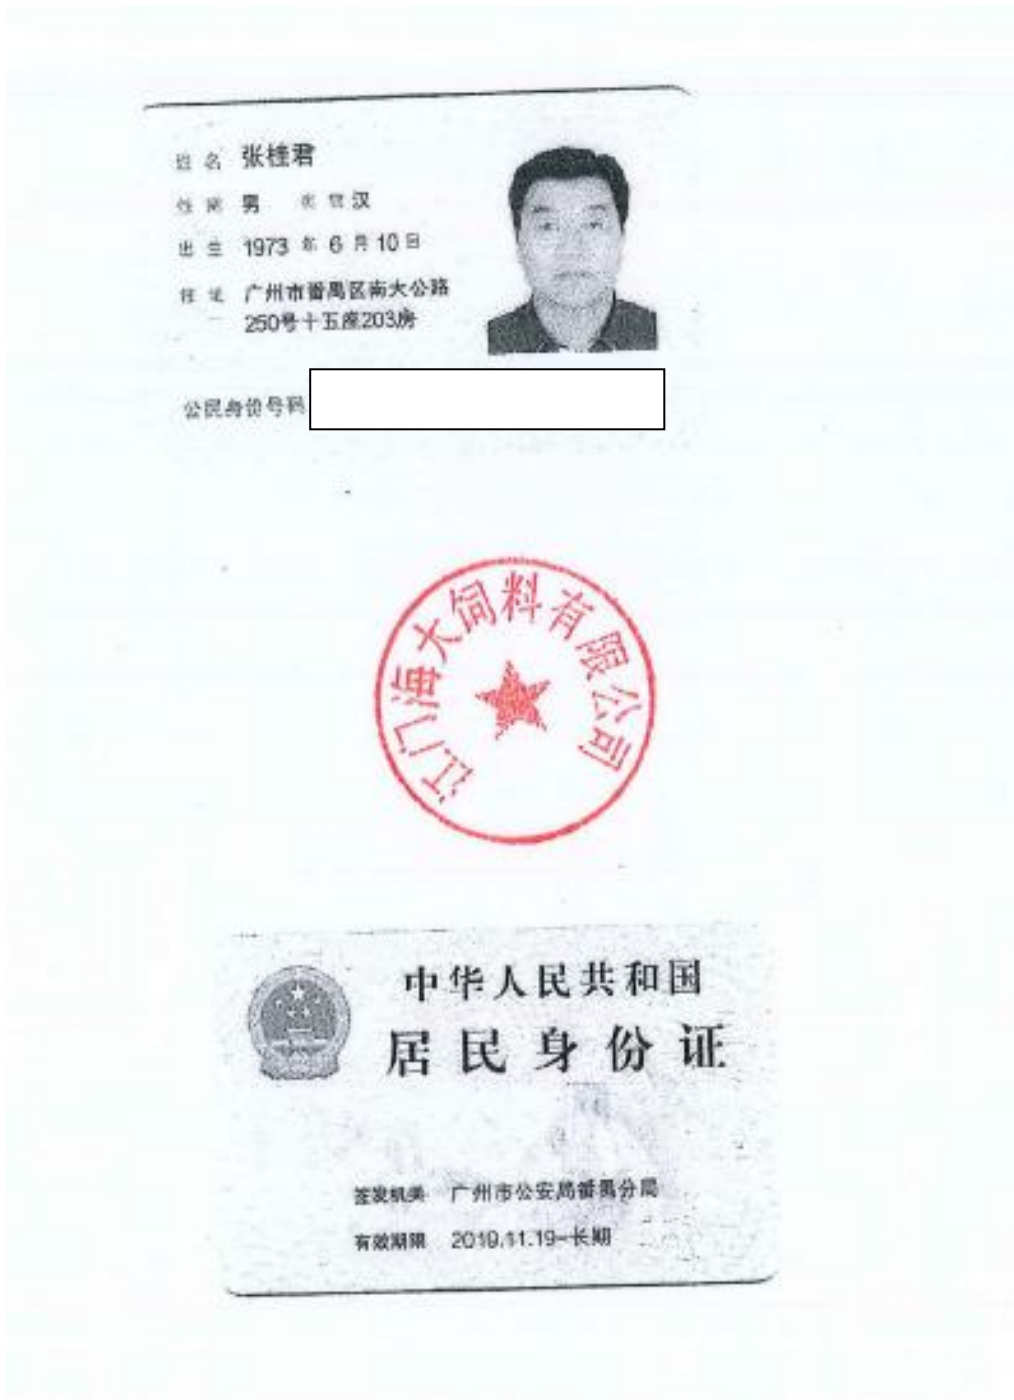 姓名 张桂君
性别 男 民族 汉
出生 1973 年 6 月 10 日
住址 广州市番禺区南大公路
250号十五座203房
公民身份号码
江门海大饲料有限公司
中华人民共和国
居民身份证
签发机关 广州市公安局番禺分局
有效期限 2019.11.19-长期